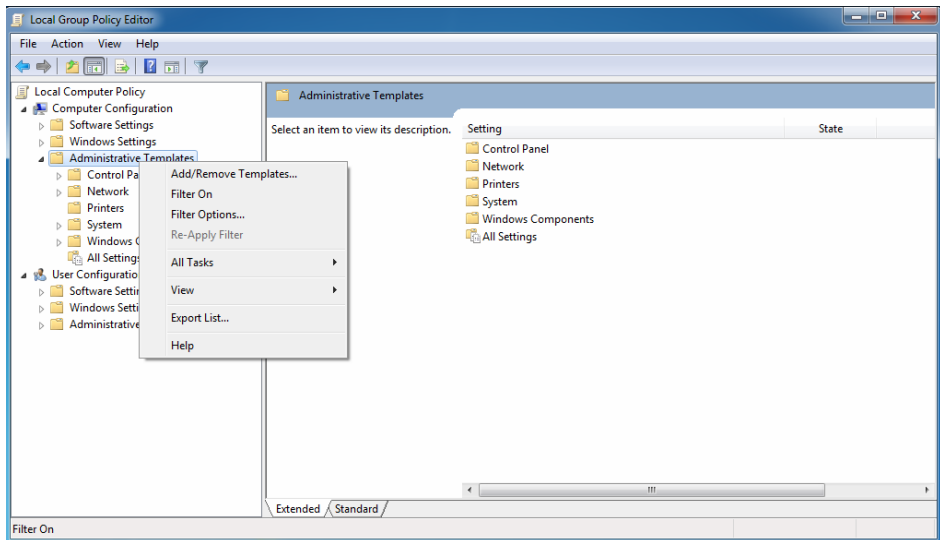 Local Group Policy Editor
File Action View Help
Local Computer Policy
Computer Configuration
Software Settings
Windows Settings
Administrative Templates
Control Pa
Network
Printers
System
Windows C
All Settings
User Configuratio
Software Settin
Windows Setti
Administrative
Add/Remove Templates...
Filter On
Filter Options...
Re-Apply Filter
All Tasks
View
Export List...
Help
Administrative Templates
Select an item to view its description.
Setting State
Control Panel
Network
Printers
System
Windows Components
All Settings
Extended Standard
Filter On